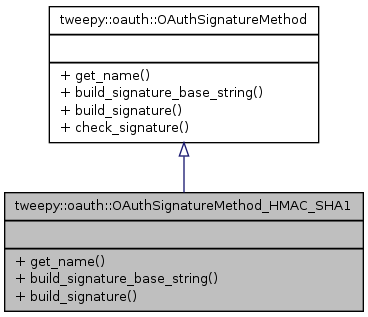 tweepy::oauth::OAuthSignatureMethod
+ get_name()
+ build_signature_base_string()
+ build_signature()
+ check_signature()
tweepy::oauth::OAuthSignatureMethod_HMAC_SHA1
+ get_name()
+ build_signature_base_string()
+ build_signature()